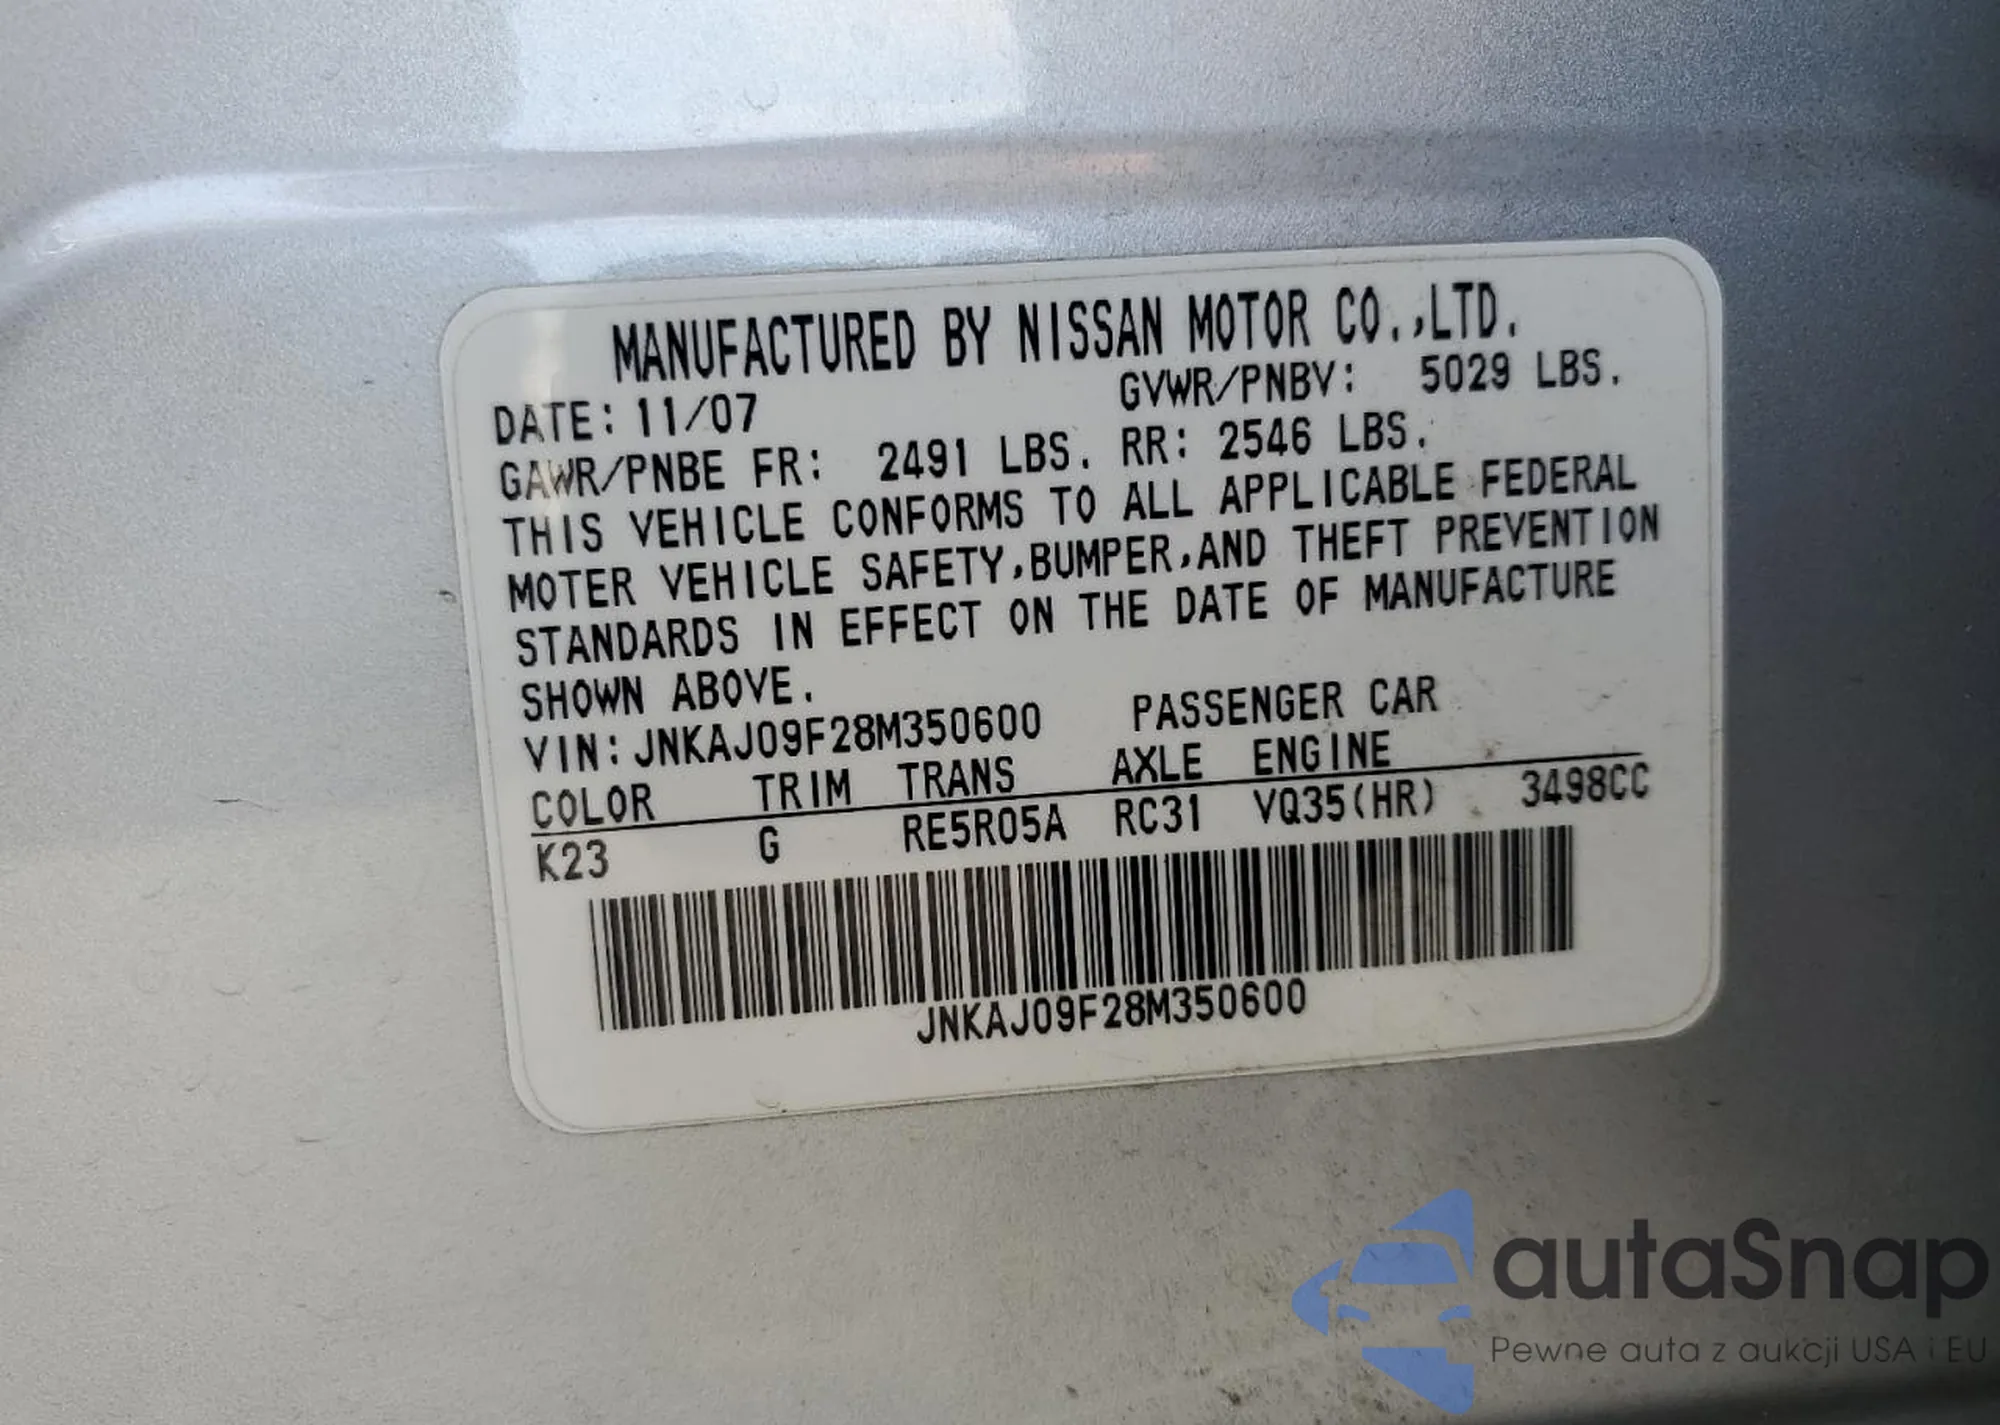 MANUFACTURED BY NISSAN MOTOR CO.,LTD.
DATE: 11/07 GVWR/PNBV: 5029 LBS.
GAWR/PNBE FR: 2491 LBS. RR: 2546 LBS.
THIS VEHICLE CONFORMS TO ALL APPLICABLE FEDERAL
MOTER VEHICLE SAFETY,BUMPER,AND THEFT PREVENTION
STANDARDS IN EFFECT ON THE DATE OF MANUFACTURE
SHOWN ABOVE.
VIN:JNKAJ09F28M350600 PASSENGER CAR
COLOR TRIM TRANS AXLE ENGINE
K23 G RE5R05A RC31 VQ35(HR) 3498CC
JNKAJ09F28M350600
autaSnap
Pewne auta z aukcji USA i EU